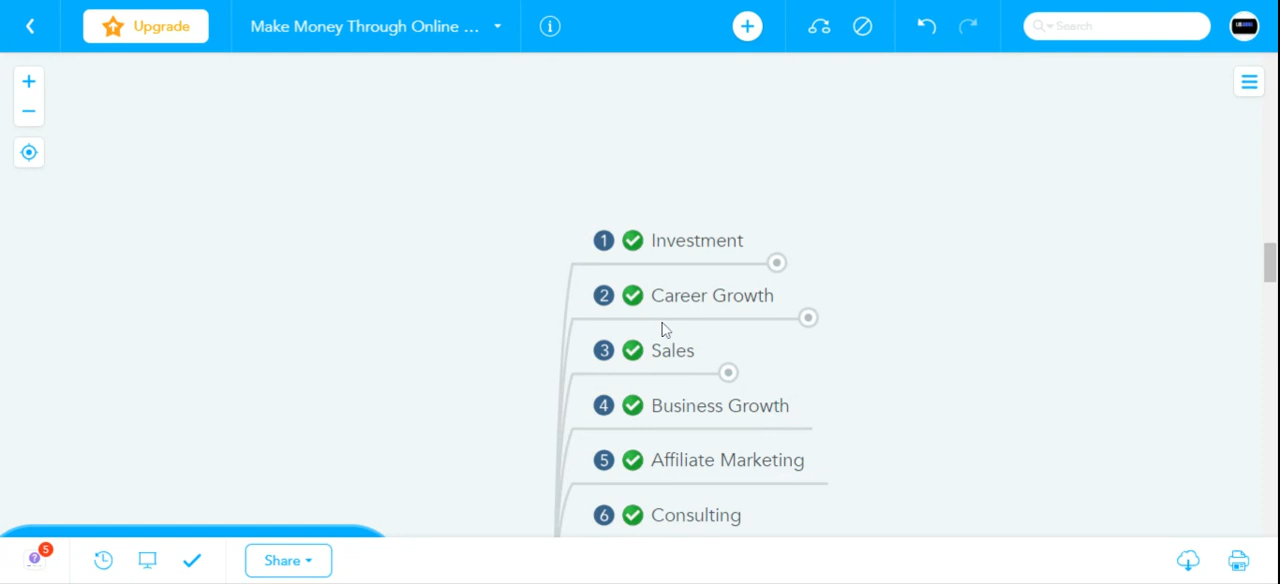 Upgrade
Make Money Through Online ...
Search
1 Investment
2 Career Growth
3 Sales
4 Business Growth
5 Affiliate Marketing
6 Consulting
5
Share